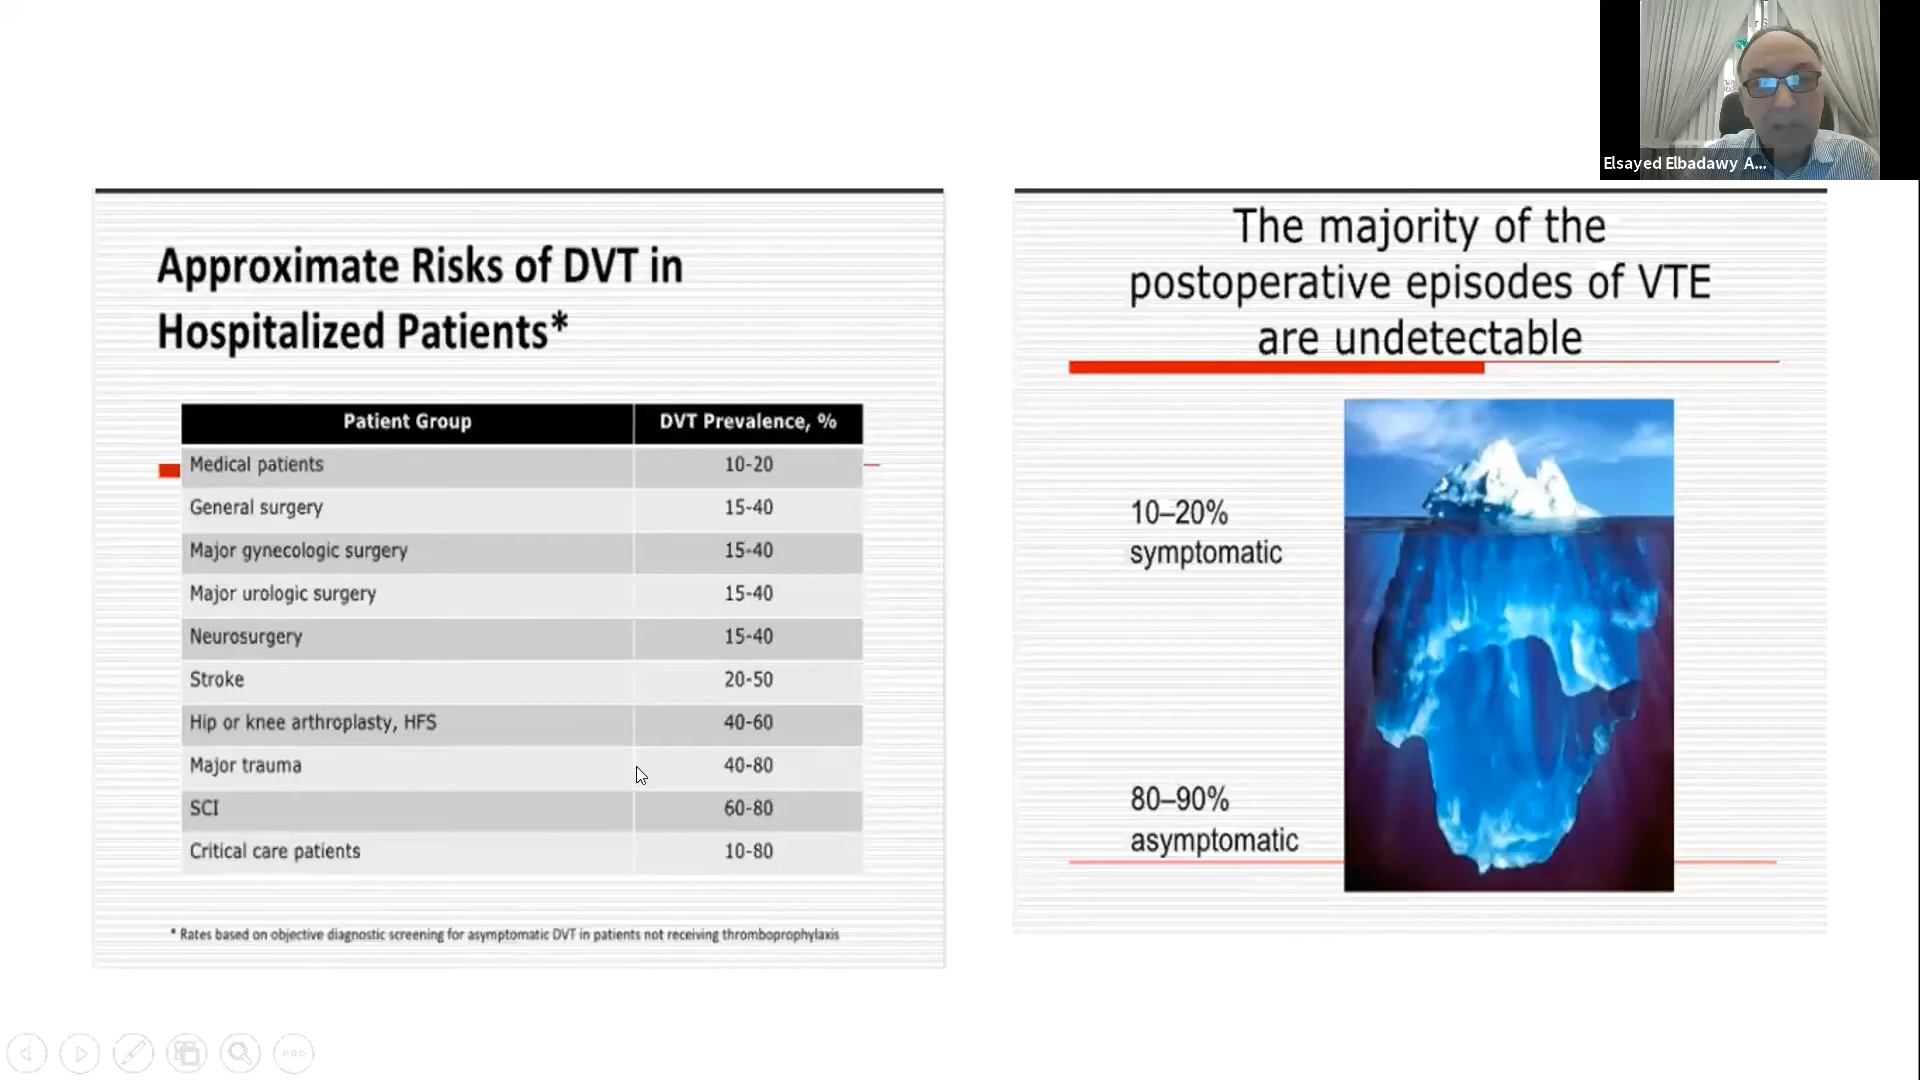 Elsayed Elbadawy A...
Approximate Risks of DVT in
Hospitalized Patients*
Patient Group DVT Prevalence, %
Medical patients 10-20
General surgery 15-40
Major gynecologic surgery 15-40
Major urologic surgery 15-40
Neurosurgery 15-40
Stroke 20-50
Hip or knee arthroplasty, HFS 40-60
Major trauma 40-80
SCI 60-80
Critical care patients 10-80
* Rates based on objective diagnostic screening for asymptomatic DVT in patients not receiving thromboprophylaxis
The majority of the
postoperative episodes of VTE
are undetectable
10–20%
symptomatic
80–90%
asymptomatic